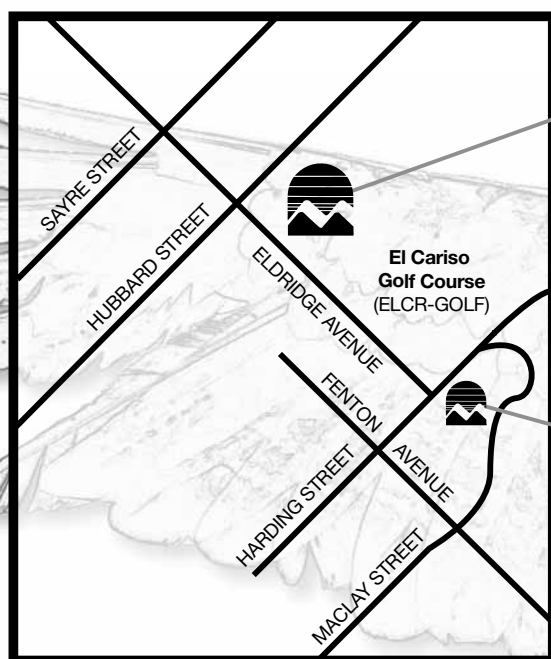 SAYRE STREET
HUBBARD STREET
ELDRIDGE AVENUE
El Cariso
Golf Course
(ELCR-GOLF)
FENTON
AVENUE
HARDING STREET
MACLAY STREET